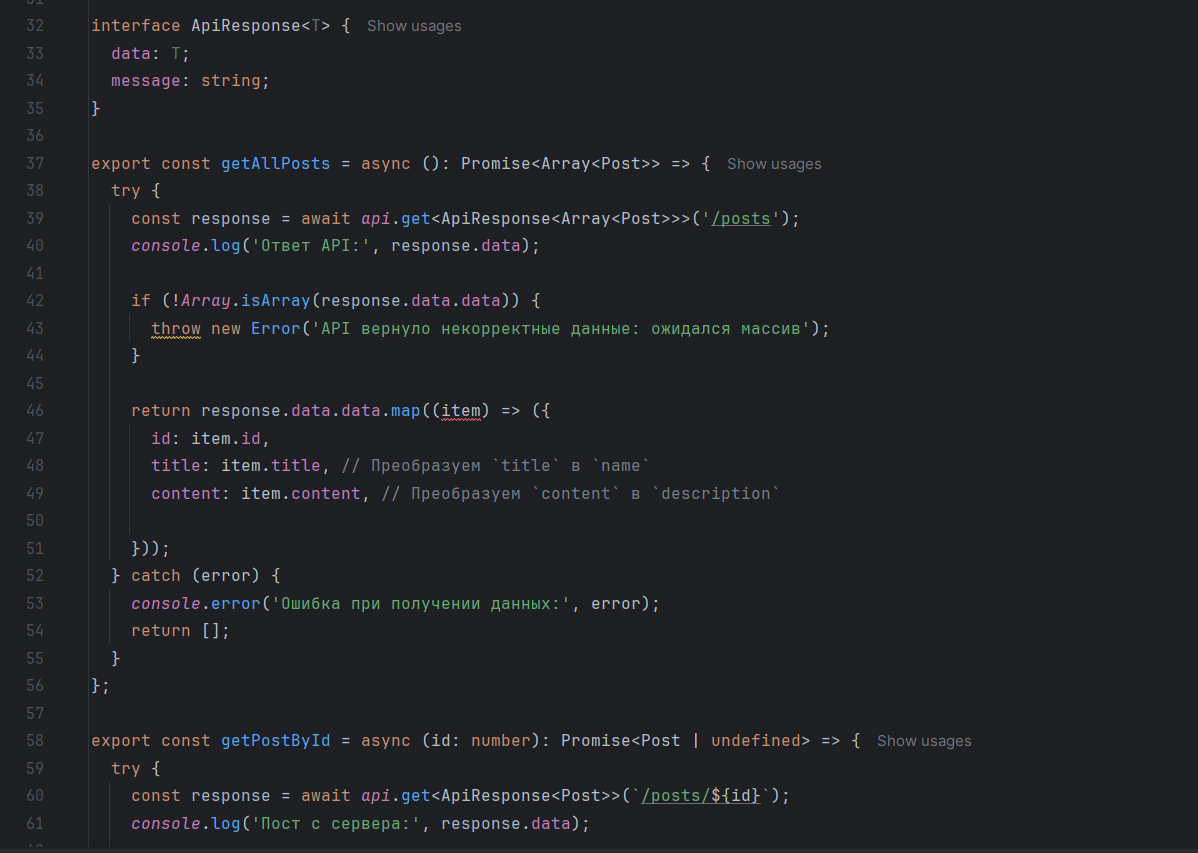 31
32 interface ApiResponse<T> { Show usages
33 data: T;
34 message: string;
35 }
36
37 export const getAllPosts = async (): Promise<Array<Post>> => { Show usages
38 try {
39 const response = await api.get<ApiResponse<Array<Post>>>('/posts');
40 console.log('Ответ API:', response.data);
41
42 if (!Array.isArray(response.data.data)) {
43 throw new Error('API вернуло некорректные данные: ожидался массив');
44 }
45
46 return response.data.data.map((item) => ({
47 id: item.id,
48 title: item.title, // Преобразуем `title` в `name`
49 content: item.content, // Преобразуем `content` в `description`
50
51 }));
52 } catch (error) {
53 console.error('Ошибка при получении данных:', error);
54 return [];
55 }
56 };
57
58 export const getPostById = async (id: number): Promise<Post | undefined> => { Show usages
59 try {
60 const response = await api.get<ApiResponse<Post>>(`/posts/${id}`);
61 console.log('Пост с сервера:', response.data);